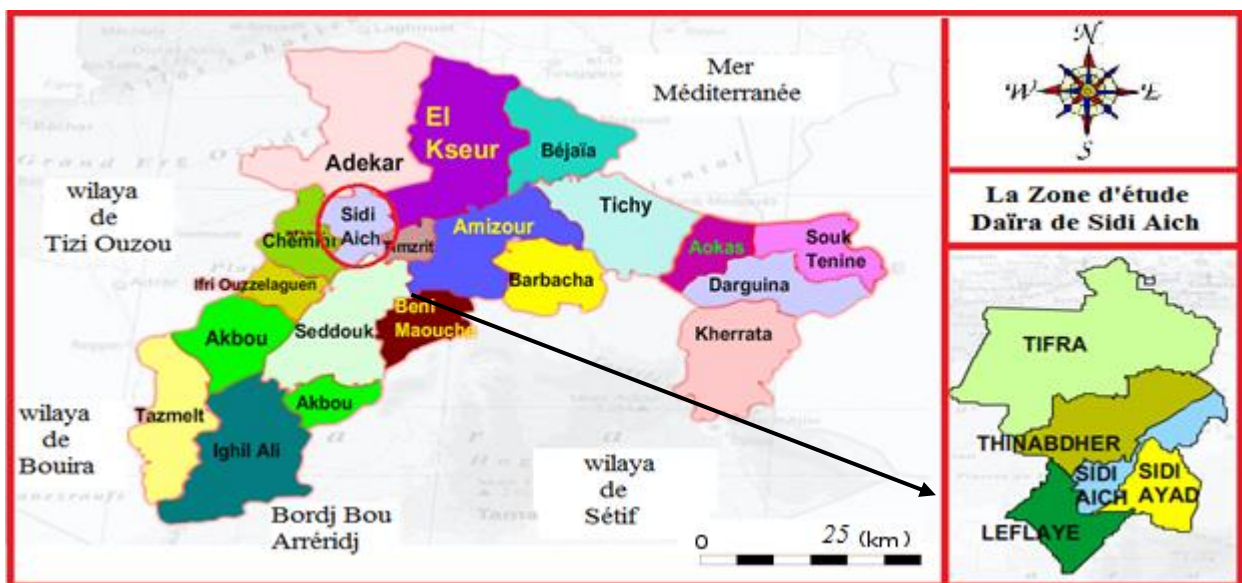 Mer
Méditerranée
El
Kseur
Béjaïa
Adekar
wilaya
de
Tizi Ouzou
Sidi
Aich
Chemini
Timzrit
Amizour
Tichy
Aokas
Souk
Tenine
Darguina
Barbacha
Ifri Ouzzelaguen
Akbou
Seddouk
Beni
Maouche
Kherrata
Tazmelt
Akbou
Ighil Ali
wilaya
de
Bouira
wilaya
de
Sétif
Bordj Bou
Arréridj
0 25 (km)
N
W E
S
La Zone d'étude
Daïra de Sidi Aich
TIFRA
THINABDHER
SIDI
AICH
SIDI
AYAD
LEFLAYE